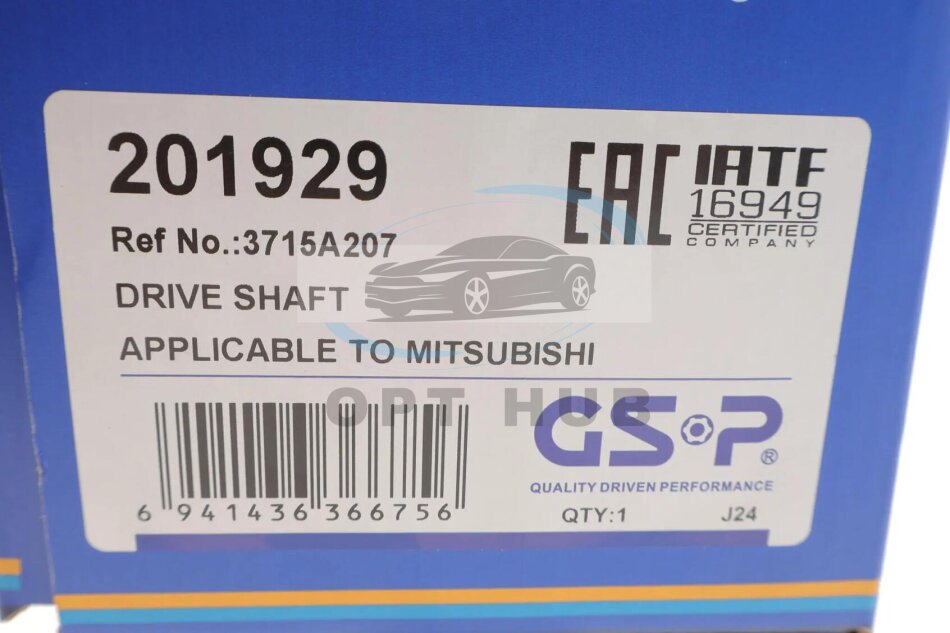 201929
EAC IATF
16949
CERTIFIED
COMPANY
Ref No.:3715A207
DRIVE SHAFT
APPLICABLE TO MITSUBISHI
OPT HUB
GSP®
QUALITY DRIVEN PERFORMANCE
6 941436 366756
QTY:1 J24